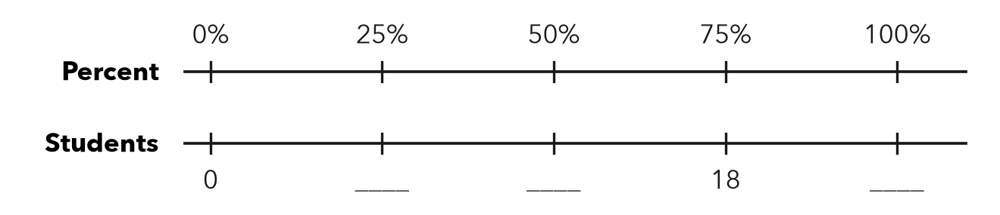 0% 25% 50% 75% 100%
Percent
Students
0 ____ ____ 18 ____